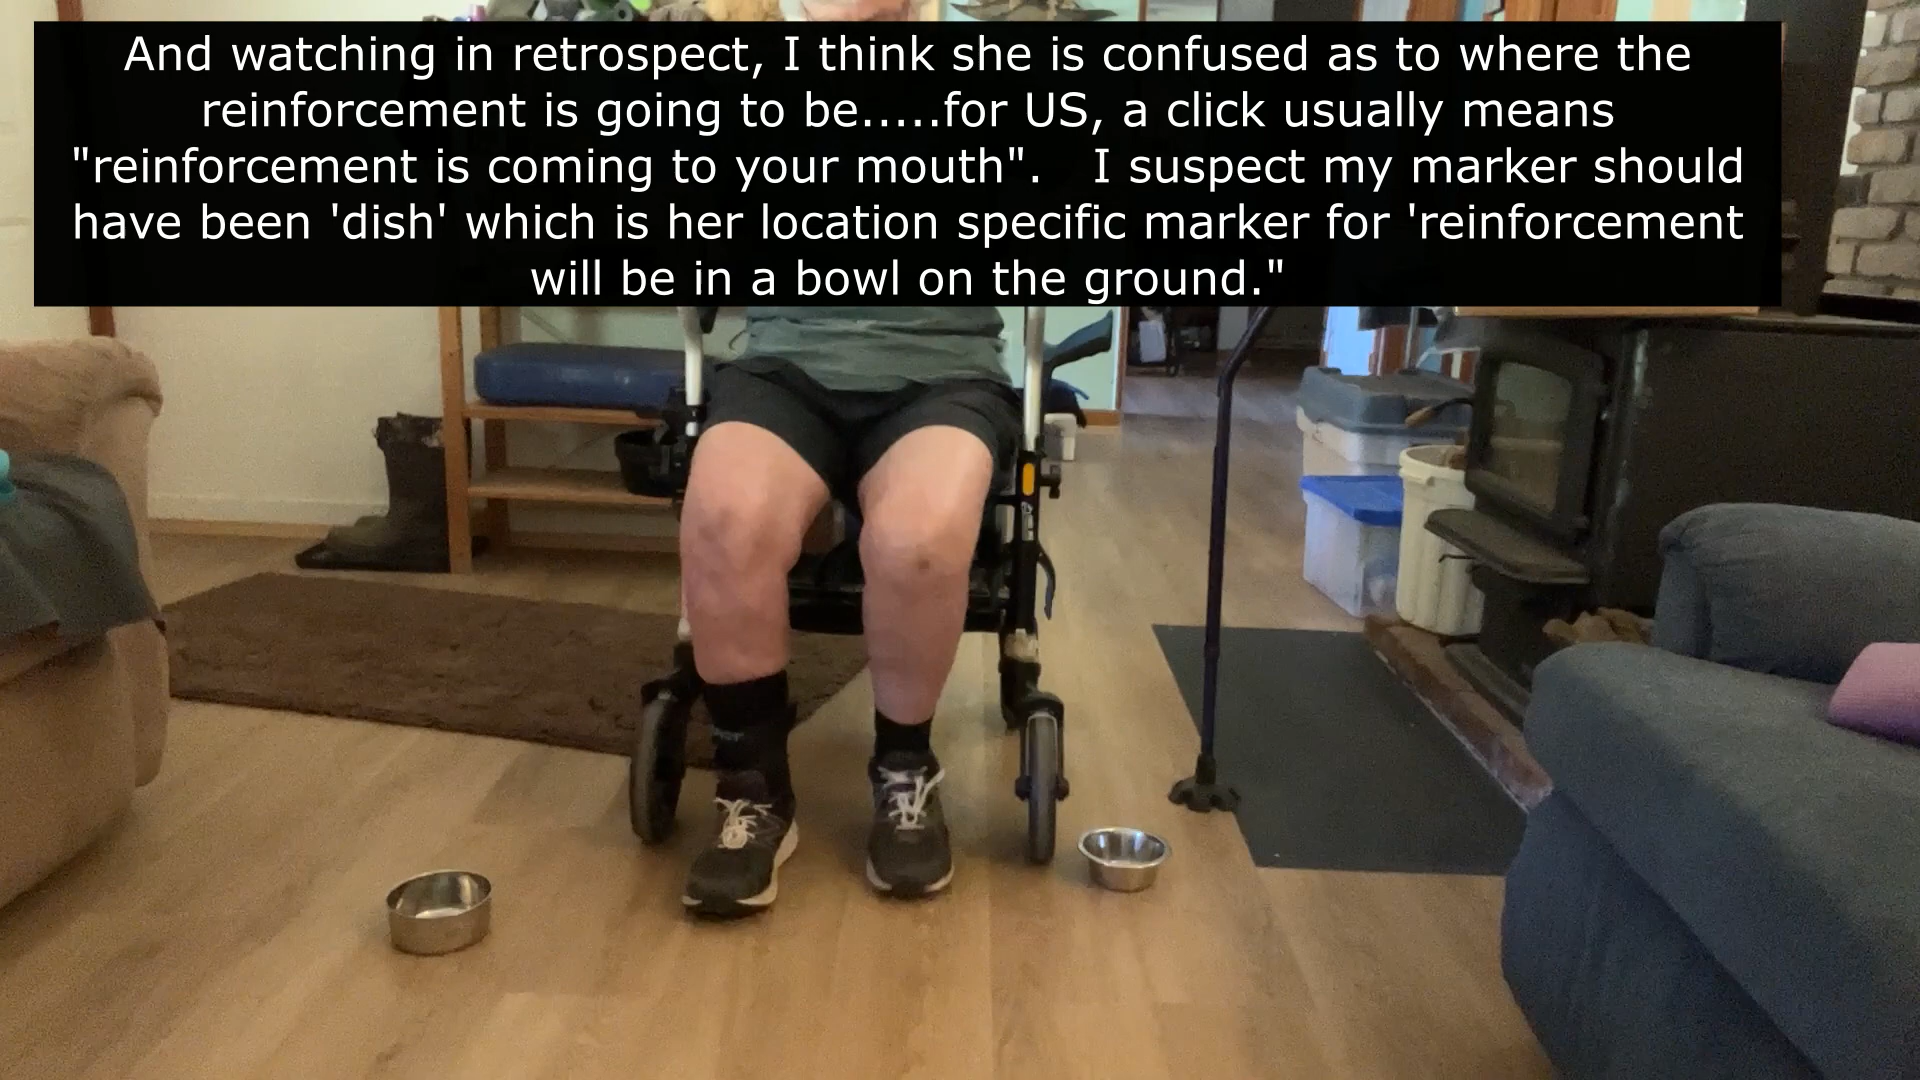 And watching in retrospect, I think she is confused as to where the
reinforcement is going to be.....for US, a click usually means
"reinforcement is coming to your mouth".   I suspect my marker should
have been 'dish' which is her location specific marker for 'reinforcement
will be in a bowl on the ground."